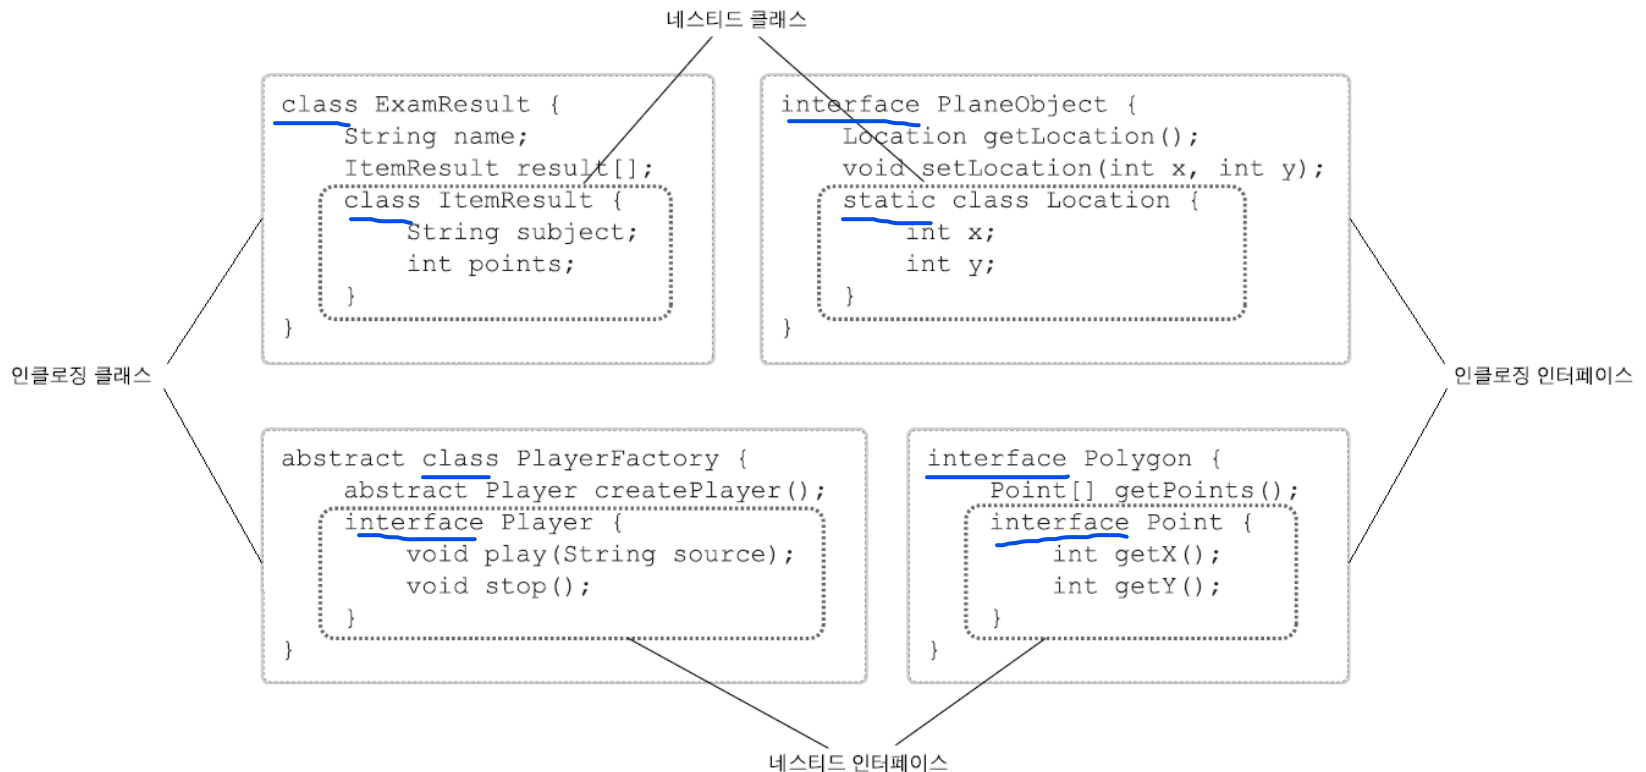 네스티드 클래스
class ExamResult {
String name;
ItemResult result[];
class ItemResult {
String subject;
int points;
}
}
interface PlaneObject {
Location getLocation();
void setLocation(int x, int y);
static class Location {
int x;
int y;
}
}
인클로징 클래스
인클로징 인터페이스
abstract class PlayerFactory {
abstract Player createPlayer();
interface Player {
void play(String source);
void stop();
}
}
interface Polygon {
Point[] getPoints();
interface Point {
int getX();
int getY();
}
}
네스티드 인터페이스